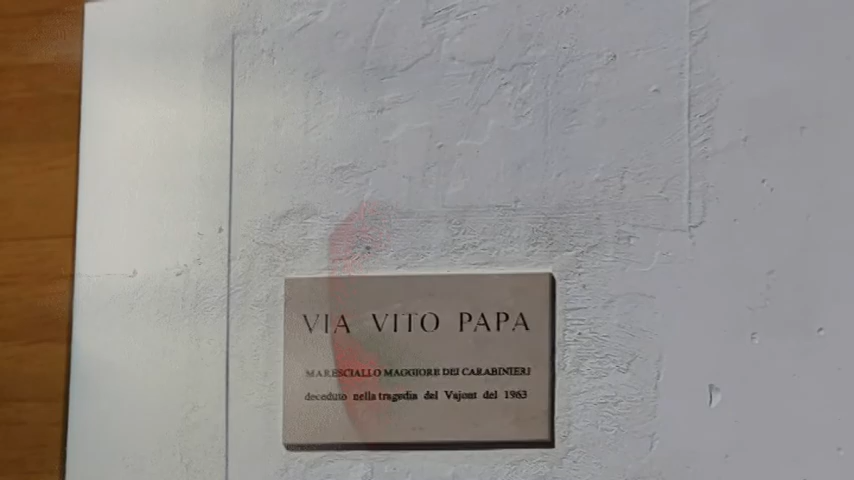 VIA VITO PAPA
MARESCIALLO MAGGIORE DEI CARABINIERI
deceduto nella tragedia del Vajont del 1963